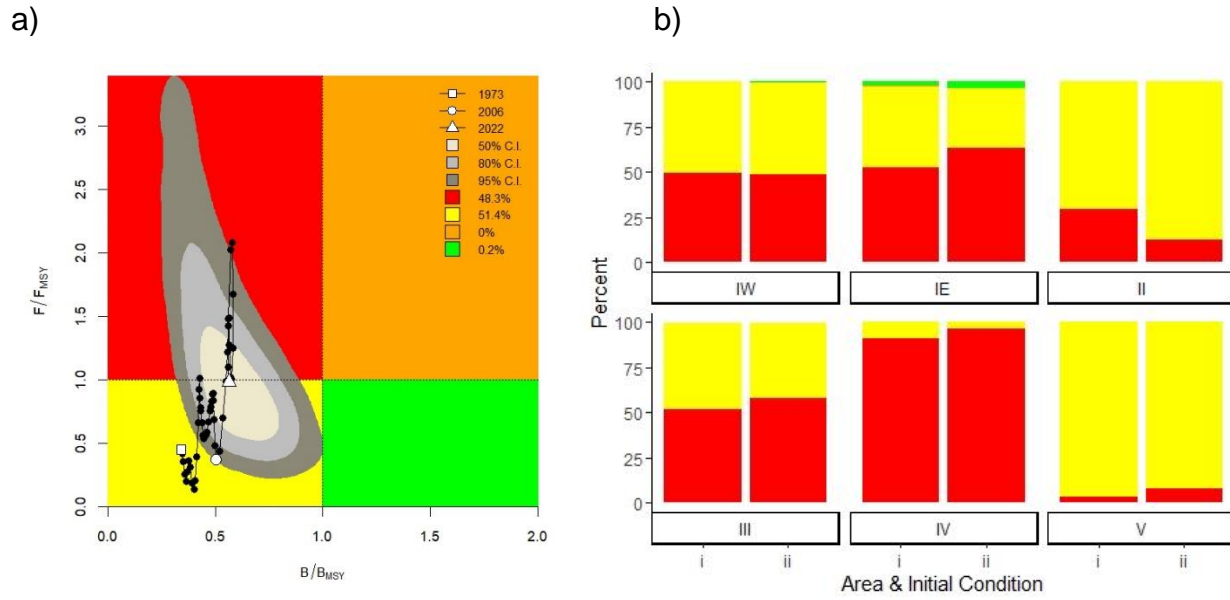 a)
b)
F/F_MSY
3.0
2.5
2.0
1.5
1.0
0.5
0.0
1973
2006
2022
50% C.I.
80% C.I.
95% C.I.
48.3%
51.4%
0%
0.2%
0.0 0.5 1.0 1.5 2.0
B/B_MSY
Percent
100
75
50
25
0
IW IE II
100
75
50
25
0
III IV V
i ii i ii i ii
Area & Initial Condition